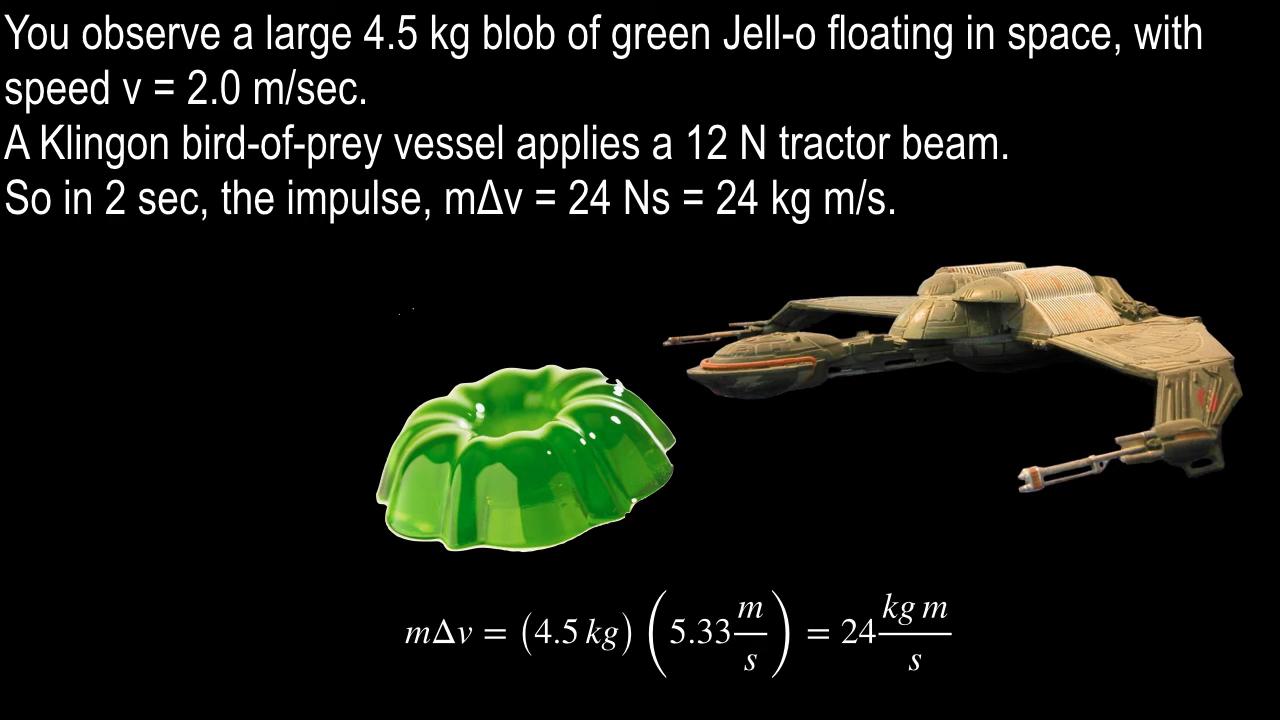 You observe a large 4.5 kg blob of green Jell-o floating in space, with
speed v = 2.0 m/sec.
A Klingon bird-of-prey vessel applies a 12 N tractor beam.
So in 2 sec, the impulse, mΔv = 24 Ns = 24 kg m/s.
mΔv = (4.5 kg) (5.33 m/s) = 24 kg m/s